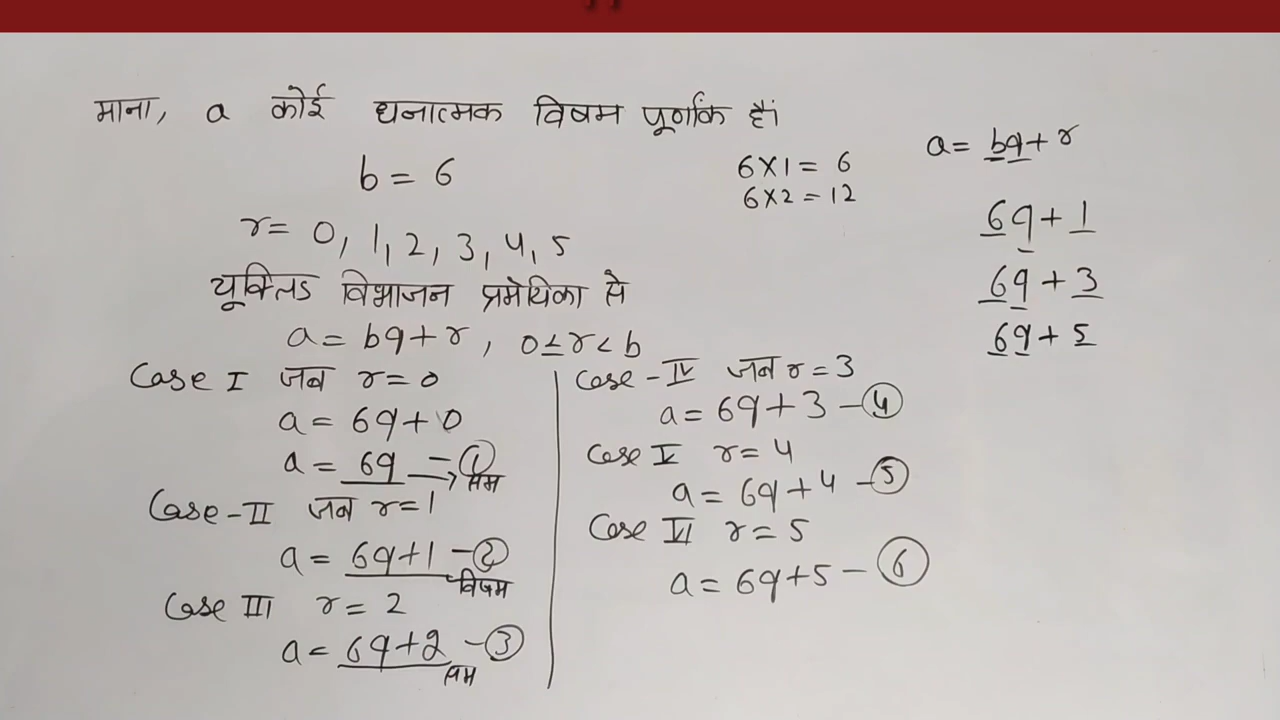 माना, a कोई धनात्मक विषम पूर्णांक है।
b = 6
r = 0, 1, 2, 3, 4, 5
यूक्लिड विभाजन प्रमेयिका से
a = bq + r, 0 ≤ r < b
6×1 = 6
6×2 = 12
a = bq + r
6q + 1
6q + 3
6q + 5
Case I जब r = 0
a = 6q + 0
a = 6q — ①
सम
Case-II जब r = 1
a = 6q+1 — ②
विषम
Case III r = 2
a = 6q+2 — ③
सम
Case-IV जब r = 3
a = 6q + 3 — ④
Case V r = 4
a = 6q + 4 — ⑤
Case VI r = 5
a = 6q + 5 — ⑥